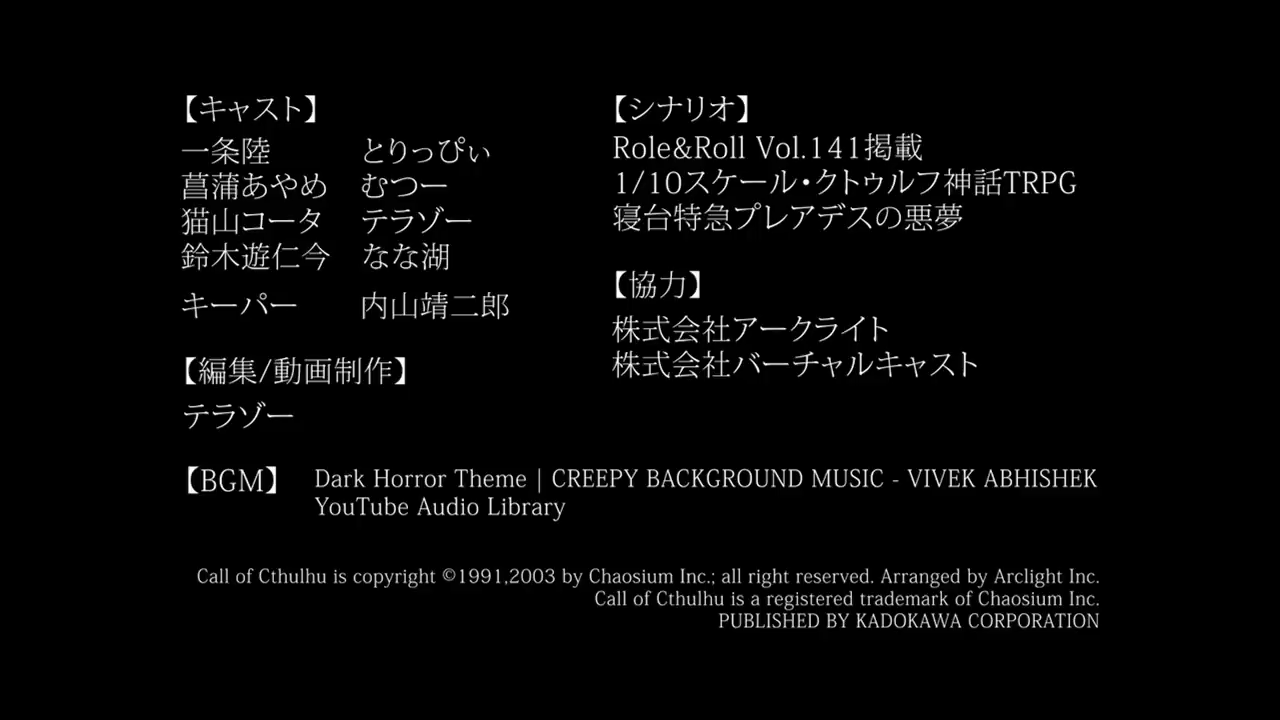 【キャスト】
一条陸 とりっぴぃ
菖蒲あやめ むつー
猫山コータ テラゾー
鈴木遊仁今 なな湖
キーパー 内山靖二郎
【編集/動画制作】
テラゾー
【シナリオ】
Role&Roll Vol.141掲載
1/10スケール・クトゥルフ神話TRPG
寝台特急プレアデスの悪夢
【協力】
株式会社アークライト
株式会社バーチャルキャスト
【BGM】 Dark Horror Theme | CREEPY BACKGROUND MUSIC - VIVEK ABHISHEK
YouTube Audio Library
Call of Cthulhu is copyright ©1991,2003 by Chaosium Inc.; all right reserved. Arranged by Arclight Inc.
Call of Cthulhu is a registered trademark of Chaosium Inc.
PUBLISHED BY KADOKAWA CORPORATION